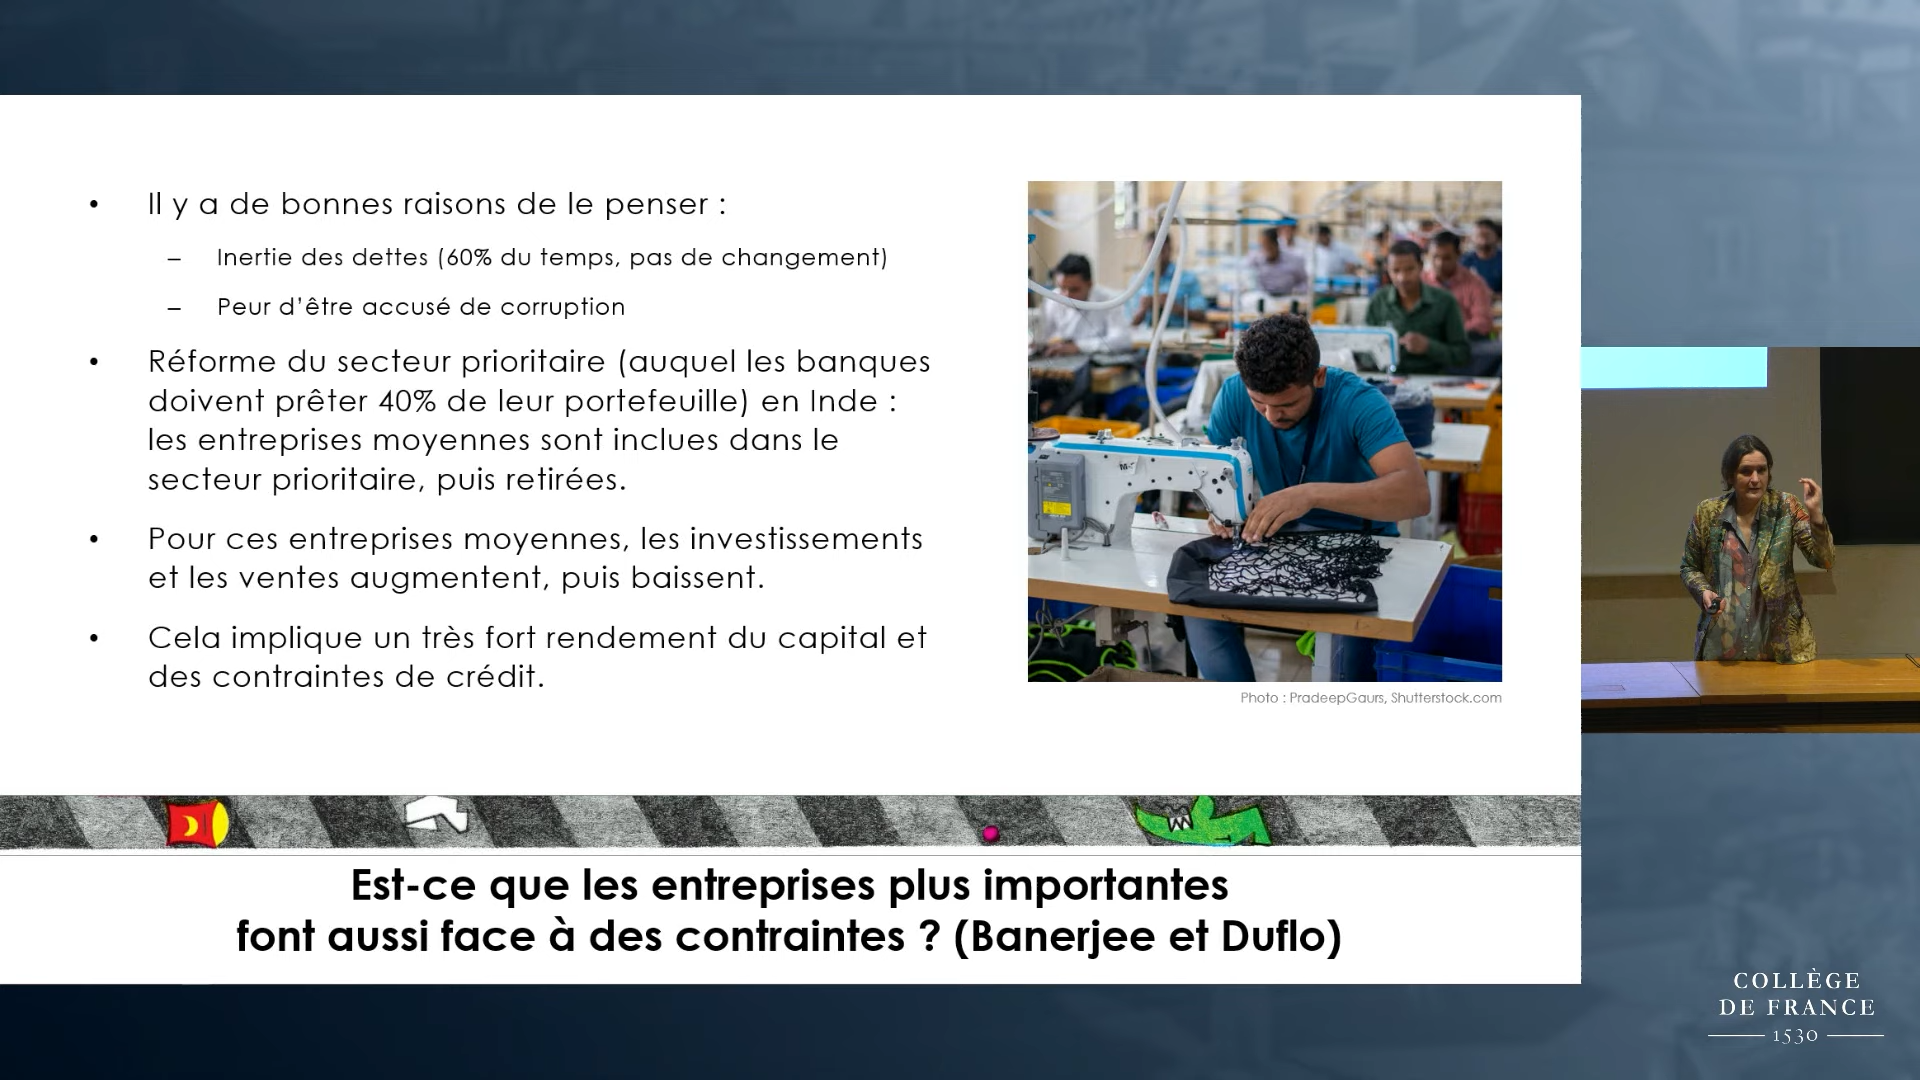 • Il y a de bonnes raisons de le penser :
– Inertie des dettes (60% du temps, pas de changement)
– Peur d’être accusé de corruption
• Réforme du secteur prioritaire (auquel les banques
doivent prêter 40% de leur portefeuille) en Inde :
les entreprises moyennes sont inclues dans le
secteur prioritaire, puis retirées.
• Pour ces entreprises moyennes, les investissements
et les ventes augmentent, puis baissent.
• Cela implique un très fort rendement du capital et
des contraintes de crédit.
Photo : PradeepGaurs, Shutterstock.com
Est-ce que les entreprises plus importantes
font aussi face à des contraintes ? (Banerjee et Duflo)
COLLÈGE
DE FRANCE
1530